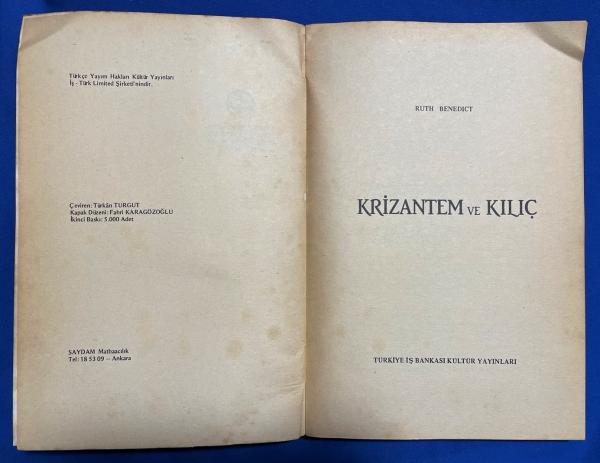 Türkçe Yayım Hakları Kültür Yayınları
İş - Türk Limited Şirketi'nindir.
Çeviren: Türkân TURGUT
Kapak Düzeni: Fahri KARAGÖZOĞLU
İkinci Baskı: 5.000 Adet
SAYDAM Matbaacılık
Tel: 18 53 09 — Ankara
RUTH BENEDICT
KRİZANTEM VE KILIÇ
TÜRKİYE İŞ BANKASI KÜLTÜR YAYINLARI